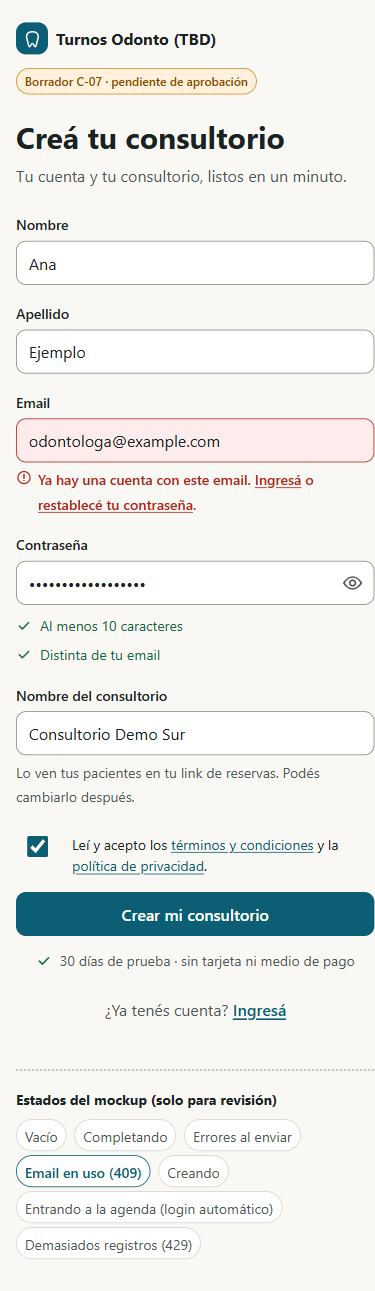 Turnos Odonto (TBD)
Borrador C-07 · pendiente de aprobación
Creá tu consultorio
Tu cuenta y tu consultorio, listos en un minuto.
Nombre
Ana
Apellido
Ejemplo
Email
odontologa@example.com
Ya hay una cuenta con este email. Ingresá o
restablecé tu contraseña.
Contraseña
••••••••••••••••••
Al menos 10 caracteres
Distinta de tu email
Nombre del consultorio
Consultorio Demo Sur
Lo ven tus pacientes en tu link de reservas. Podés
cambiarlo después.
Leí y acepto los términos y condiciones y la
política de privacidad.
Crear mi consultorio
30 días de prueba · sin tarjeta ni medio de pago
¿Ya tenés cuenta? Ingresá
Estados del mockup (solo para revisión)
Vacío Completando Errores al enviar
Email en uso (409) Creando
Entrando a la agenda (login automático)
Demasiados registros (429)